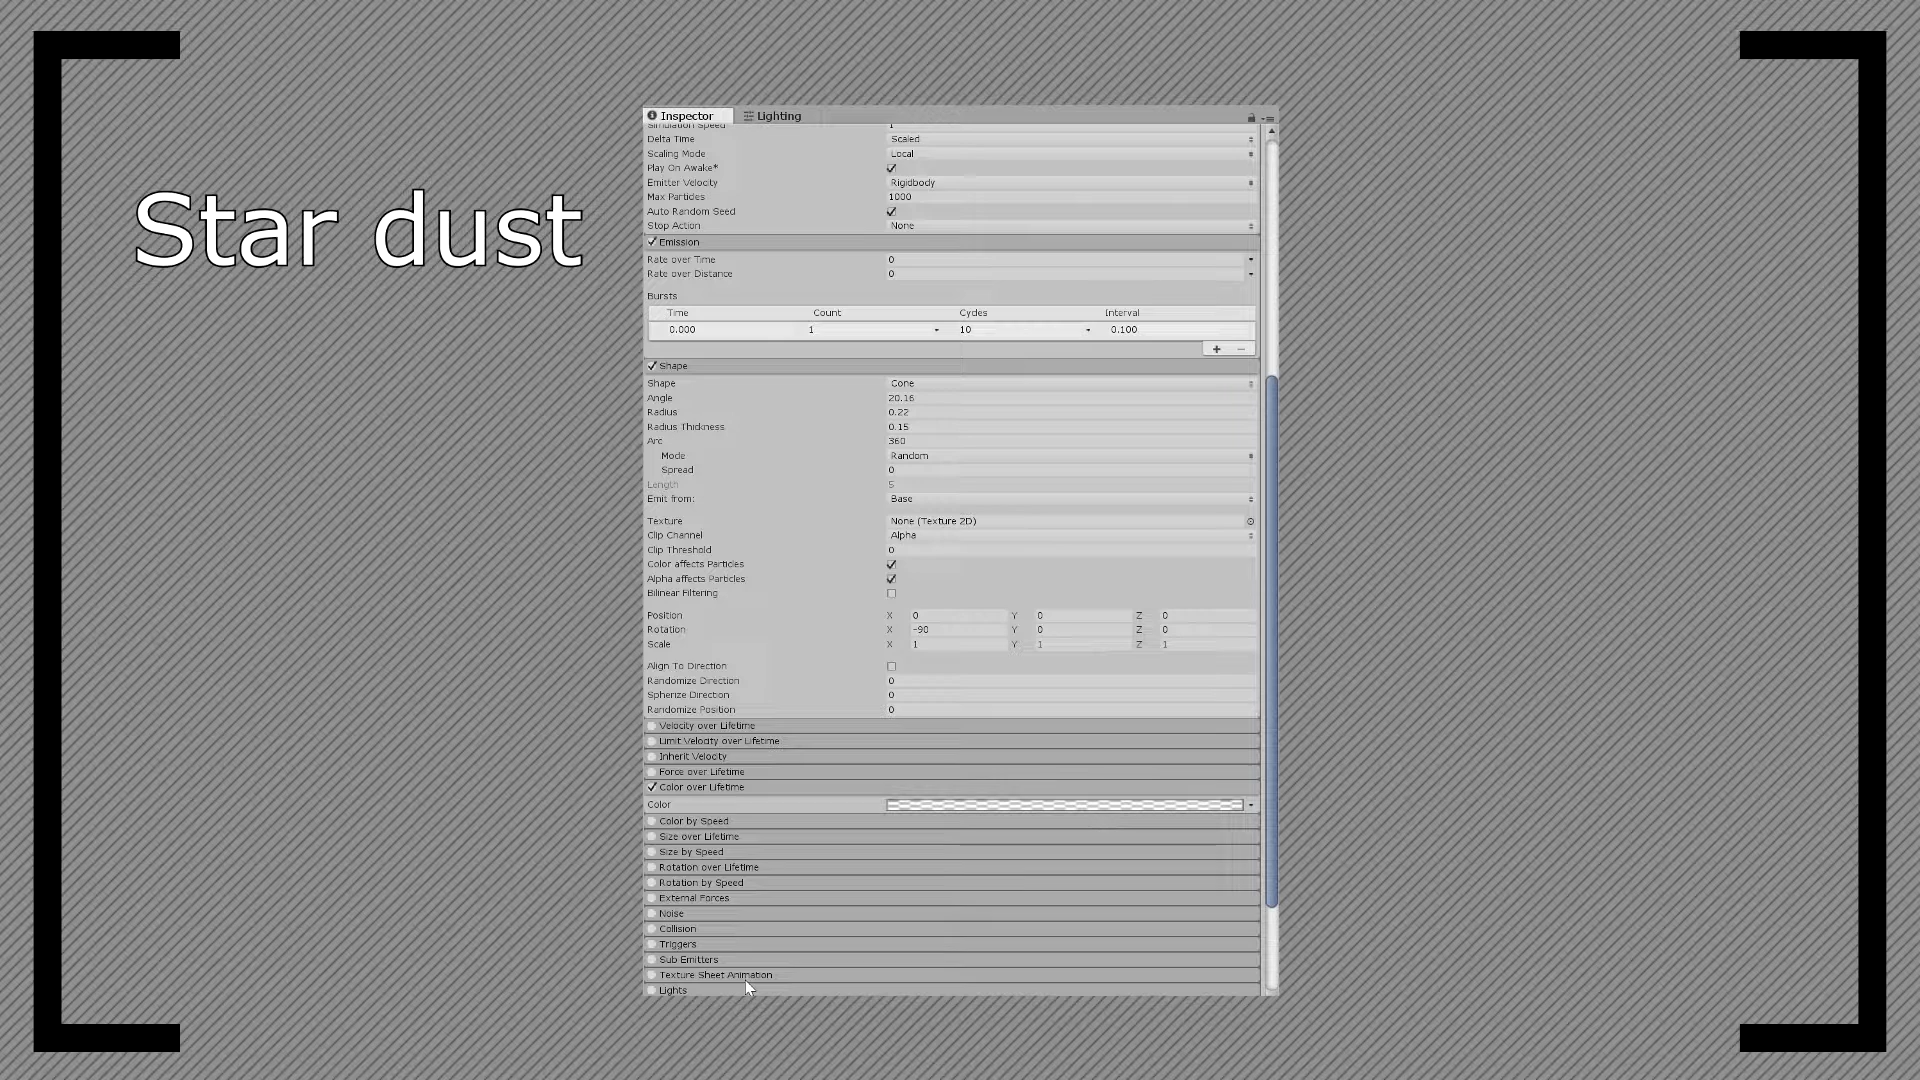 Star dust
Inspector Lighting
Simulation Speed 1
Delta Time Scaled
Scaling Mode Local
Play On Awake*
Emitter Velocity Rigidbody
Max Particles 1000
Auto Random Seed
Stop Action None
Emission
Rate over Time 0
Rate over Distance 0
Bursts
Time Count Cycles Interval
0.000 1 10 0.100
+ −
Shape
Shape Cone
Angle 20.16
Radius 0.22
Radius Thickness 0.15
Arc 360
Mode Random
Spread 0
Length 5
Emit from: Base
Texture None (Texture 2D)
Clip Channel Alpha
Clip Threshold 0
Color affects Particles
Alpha affects Particles
Bilinear Filtering
Position X 0 Y 0 Z 0
Rotation X -90 Y 0 Z 0
Scale X 1 Y 1 Z 1
Align To Direction
Randomize Direction 0
Spherize Direction 0
Randomize Position 0
Velocity over Lifetime
Limit Velocity over Lifetime
Inherit Velocity
Force over Lifetime
Color over Lifetime
Color
Color by Speed
Size over Lifetime
Size by Speed
Rotation over Lifetime
Rotation by Speed
External Forces
Noise
Collision
Triggers
Sub Emitters
Texture Sheet Animation
Lights